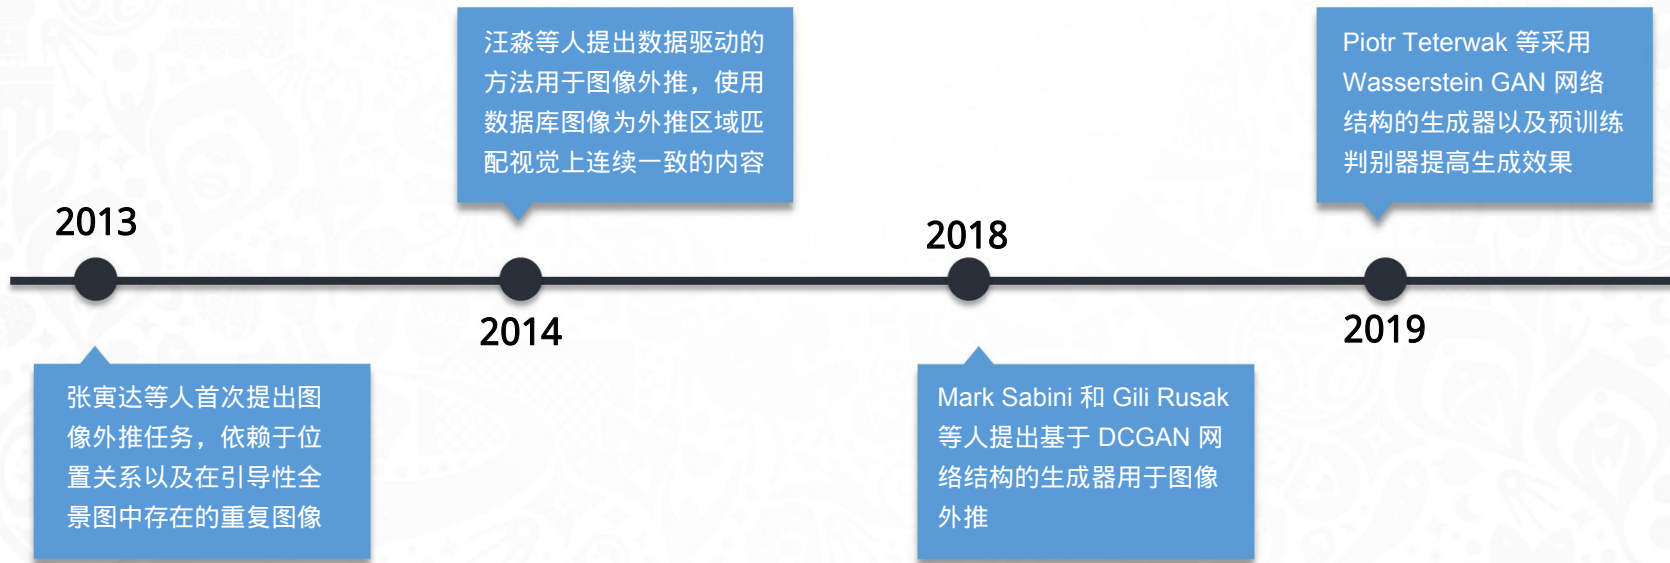 2013
张寅达等人首次提出图
像外推任务，依赖于位
置关系以及在引导性全
景图中存在的重复图像
汪淼等人提出数据驱动的
方法用于图像外推，使用
数据库图像为外推区域匹
配视觉上连续一致的内容
2014
2018
Mark Sabini 和 Gili Rusak
等人提出基于 DCGAN 网
络结构的生成器用于图像
外推
Piotr Teterwak 等采用
Wasserstein GAN 网络
结构的生成器以及预训练
判别器提高生成效果
2019